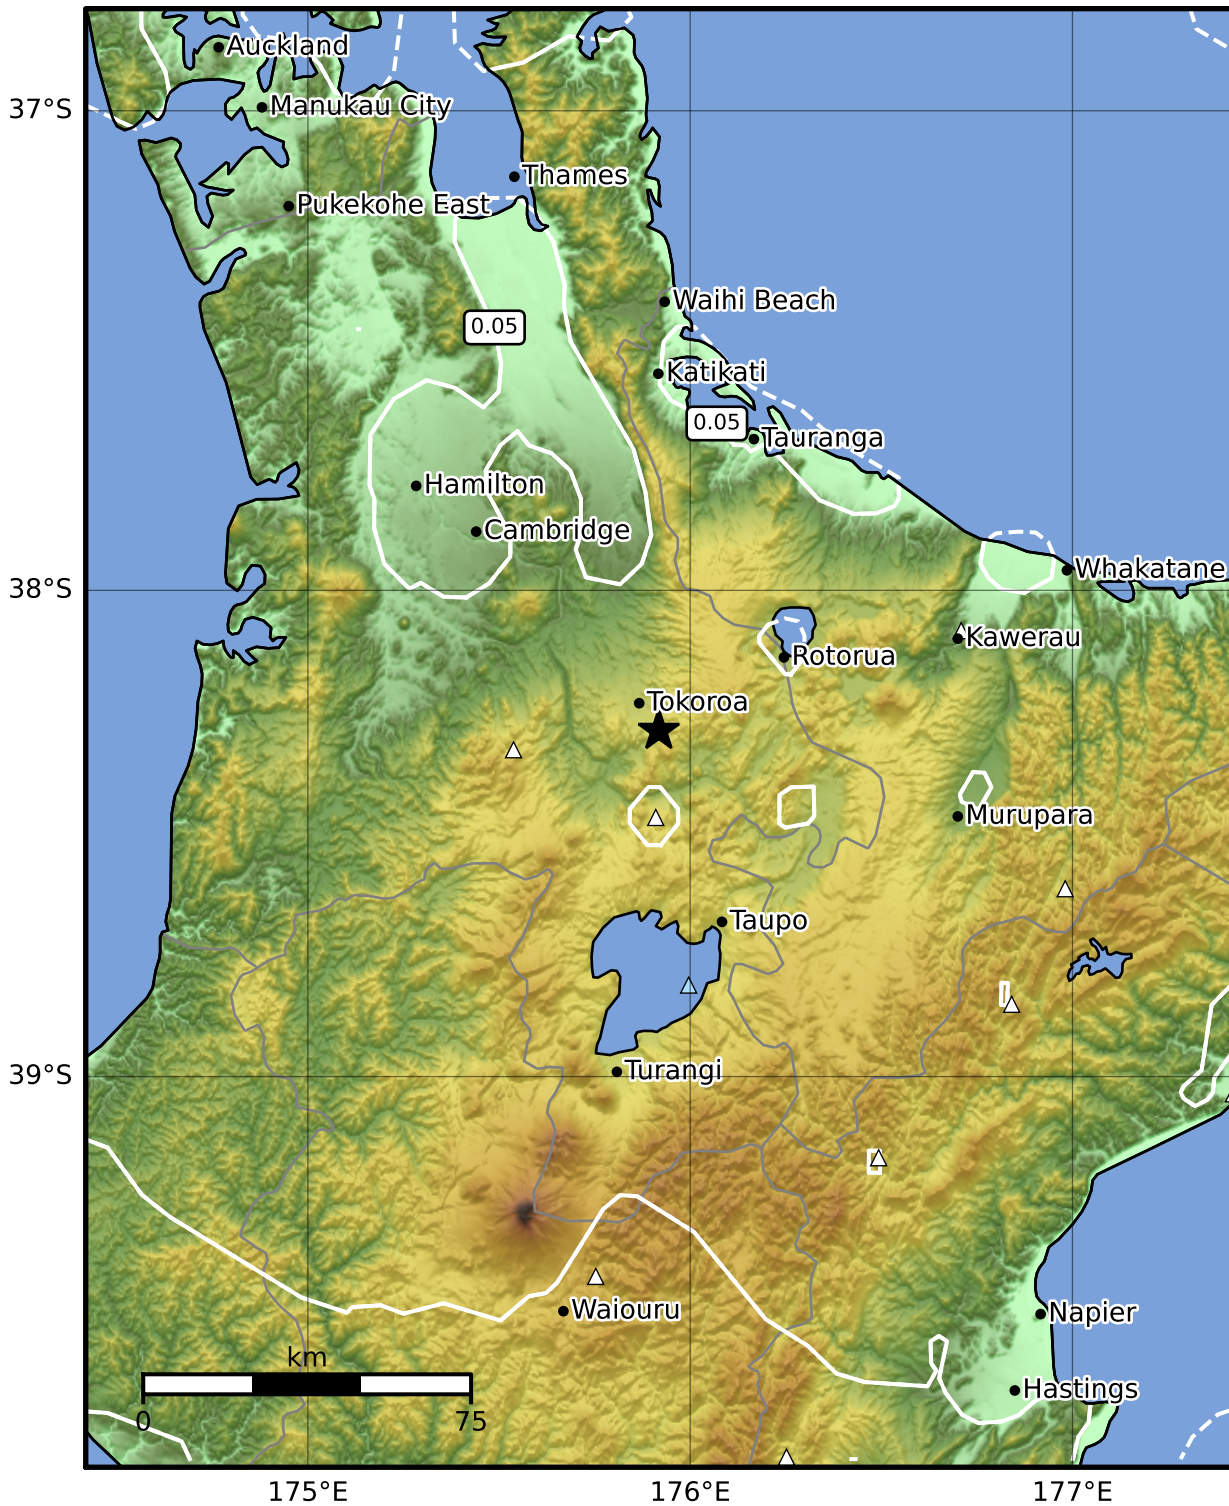 Auckland
37°S
Manukau City
Thames
Pukekohe East
Waihi Beach
0.05
Katikati
0.05
Tauranga
Hamilton
Cambridge
Whakatane
38°S
Kawerau
Rotorua
Tokoroa
Murupara
Taupo
Turangi
39°S
Waiouru
Napier
km
Hastings
0
75
175°E
176°E
177°E